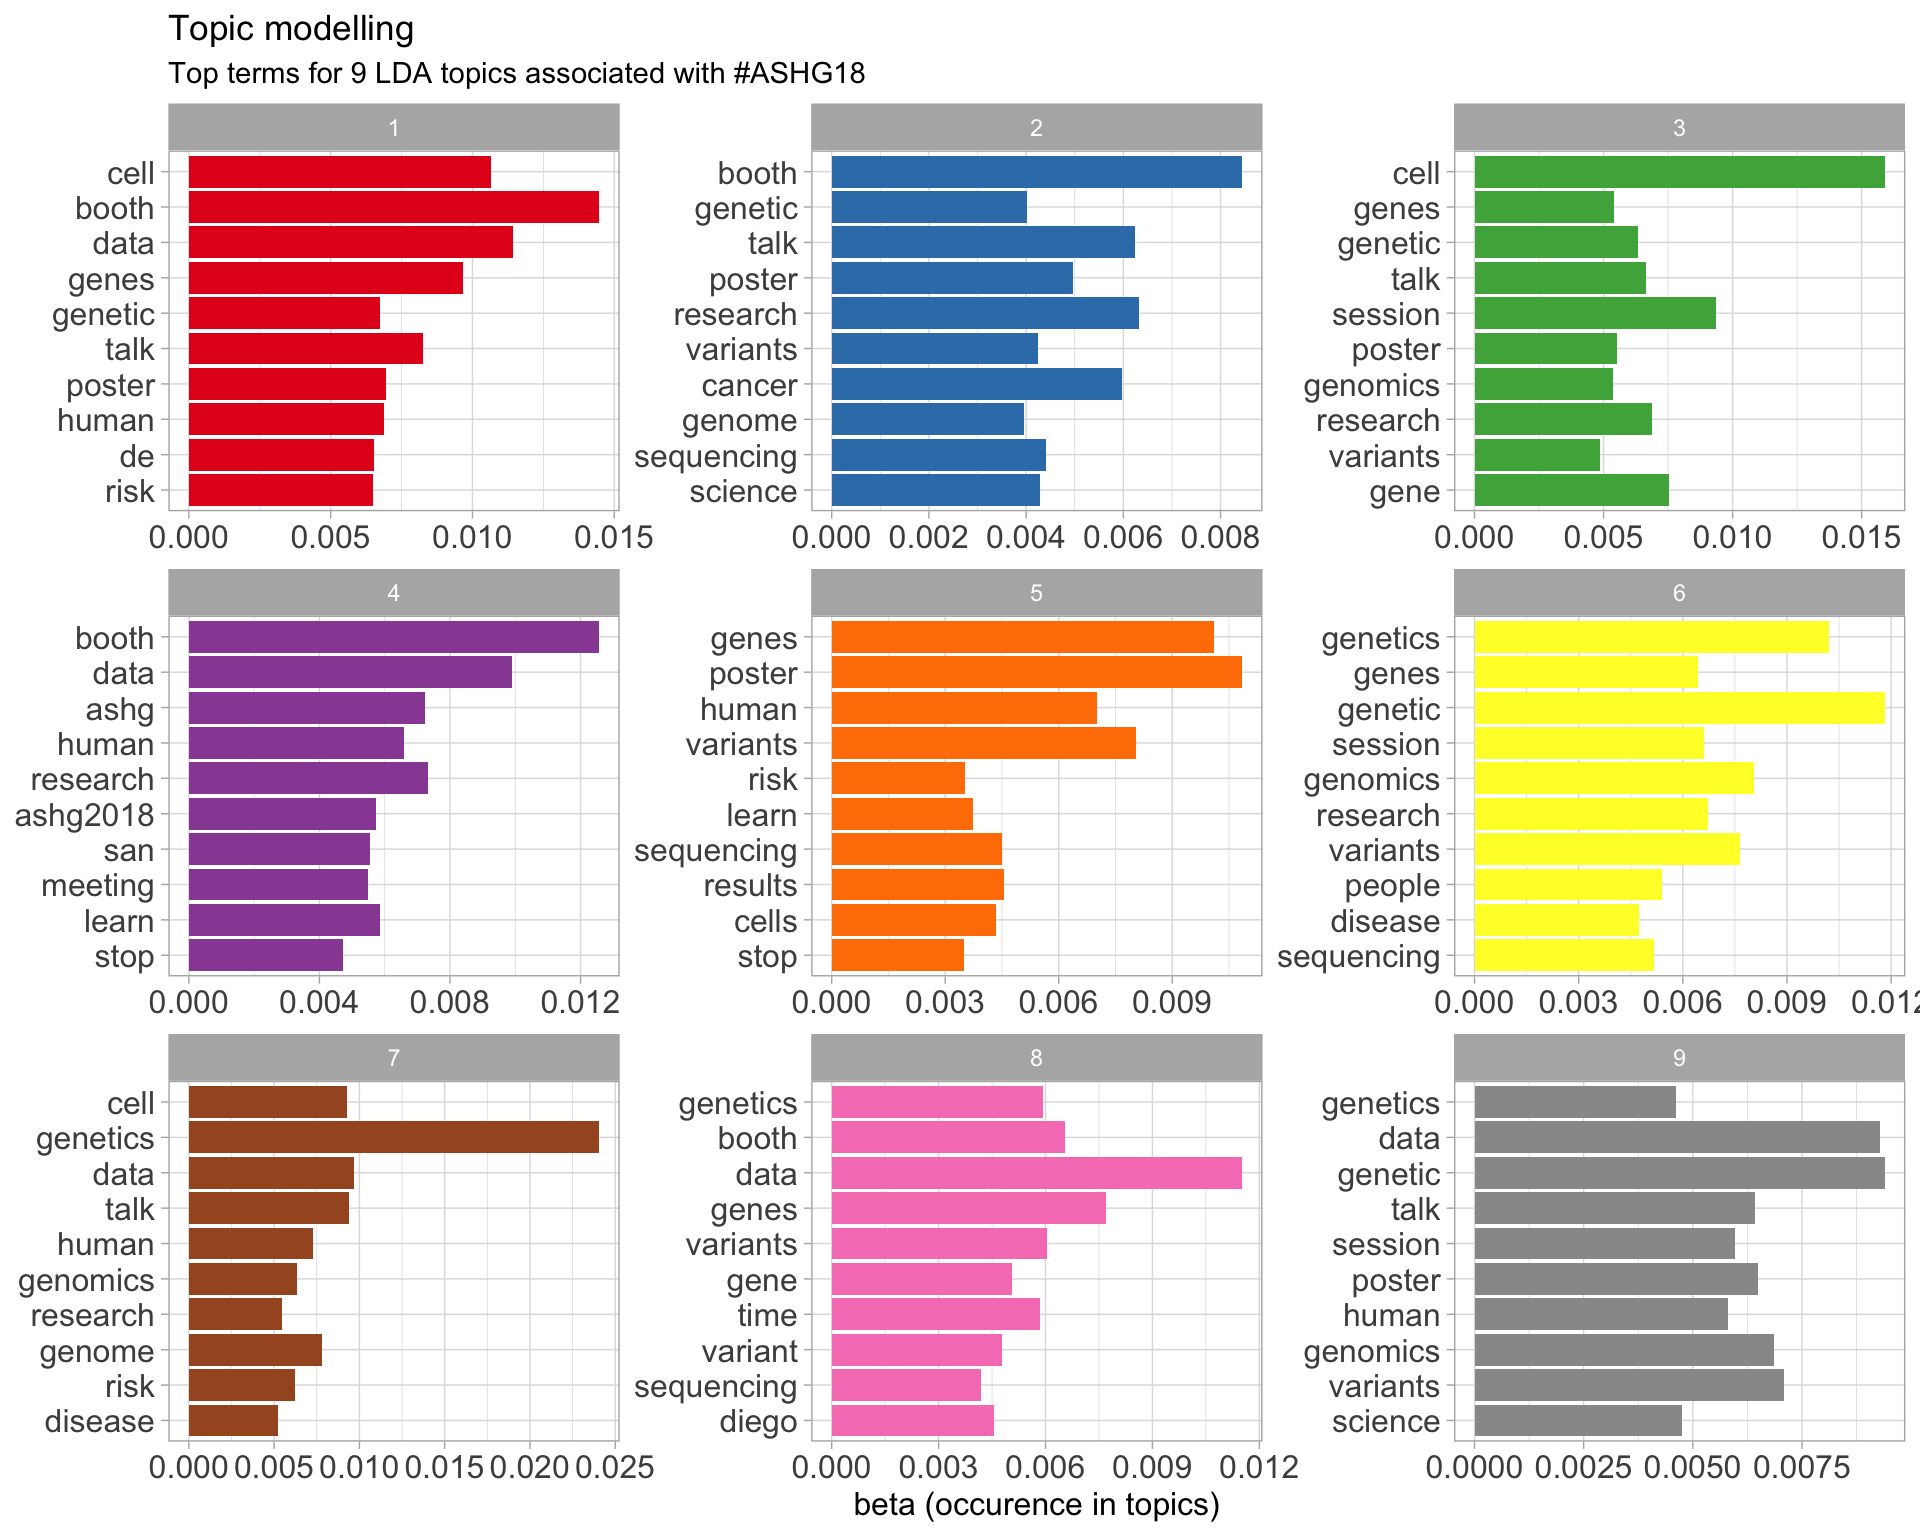 Topic modelling
Top terms for 9 LDA topics associated with #ASHG18
1
cell
booth
data
genes
genetic
talk
poster
human
de
risk
0.000 0.005 0.010 0.015
2
booth
genetic
talk
poster
research
variants
cancer
genome
sequencing
science
0.000 0.002 0.004 0.006 0.008
3
cell
genes
genetic
talk
session
poster
genomics
research
variants
gene
0.000 0.005 0.010 0.015
4
booth
data
ashg
human
research
ashg2018
san
meeting
learn
stop
0.000 0.004 0.008 0.012
5
genes
poster
human
variants
risk
learn
sequencing
results
cells
stop
0.000 0.003 0.006 0.009
6
genetics
genes
genetic
session
genomics
research
variants
people
disease
sequencing
0.000 0.003 0.006 0.009 0.012
7
cell
genetics
data
talk
human
genomics
research
genome
risk
disease
0.000 0.005 0.010 0.015 0.020 0.025
8
genetics
booth
data
genes
variants
gene
time
variant
sequencing
diego
0.000 0.003 0.006 0.009 0.012
9
genetics
data
genetic
talk
session
poster
human
genomics
variants
science
0.0000 0.0025 0.0050 0.0075
beta (occurence in topics)